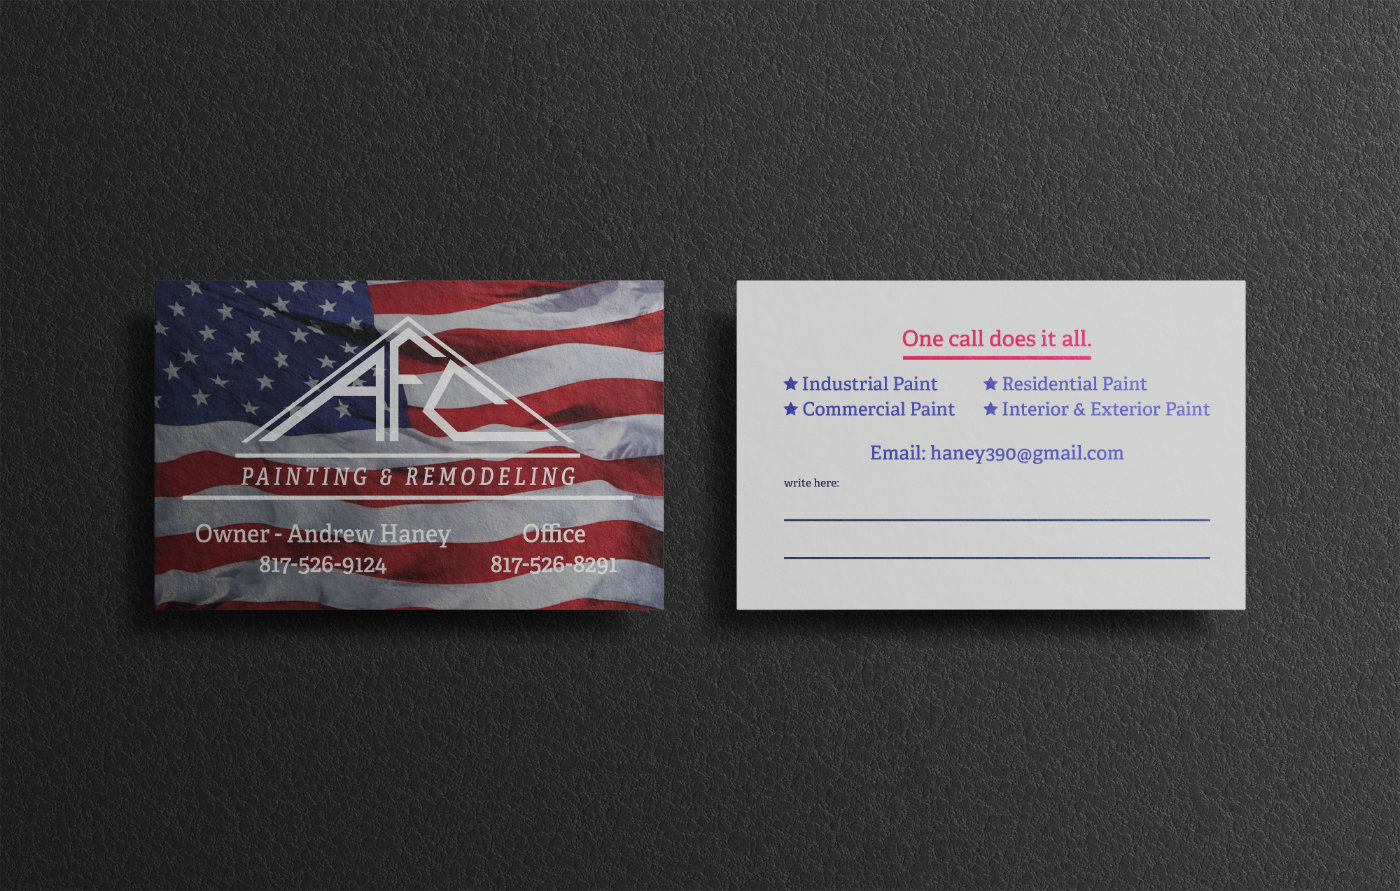 AFC
PAINTING & REMODELING
Owner - Andrew Haney
817-526-9124
Office
817-526-8291
One call does it all.
★ Industrial Paint
★ Residential Paint
★ Commercial Paint
★ Interior & Exterior Paint
Email: haney390@gmail.com
write here: